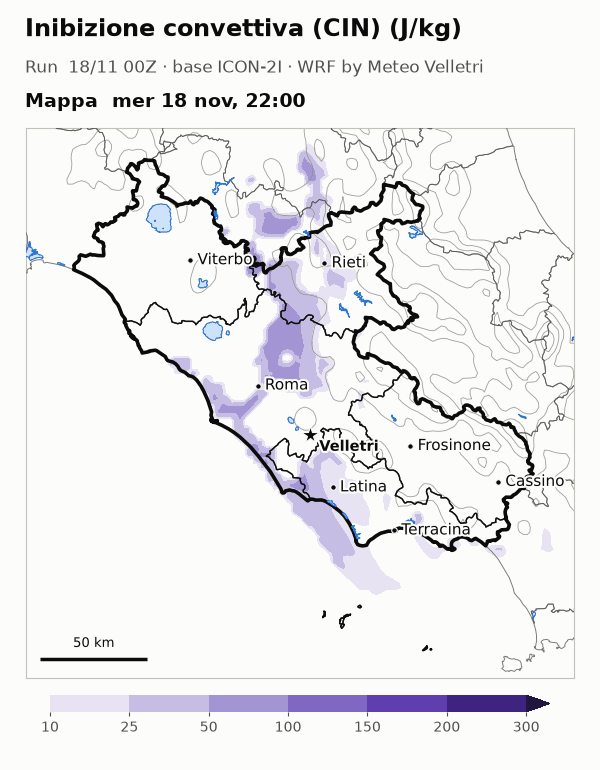 Inibizione convettiva (CIN) (J/kg)
Run  18/11 00Z · base ICON-2I · WRF by Meteo Velletri
Mappa  mer 18 nov, 22:00
Viterbo
Rieti
Roma
Velletri
Frosinone
Latina
Cassino
Terracina
50 km
10 25 50 100 150 200 300